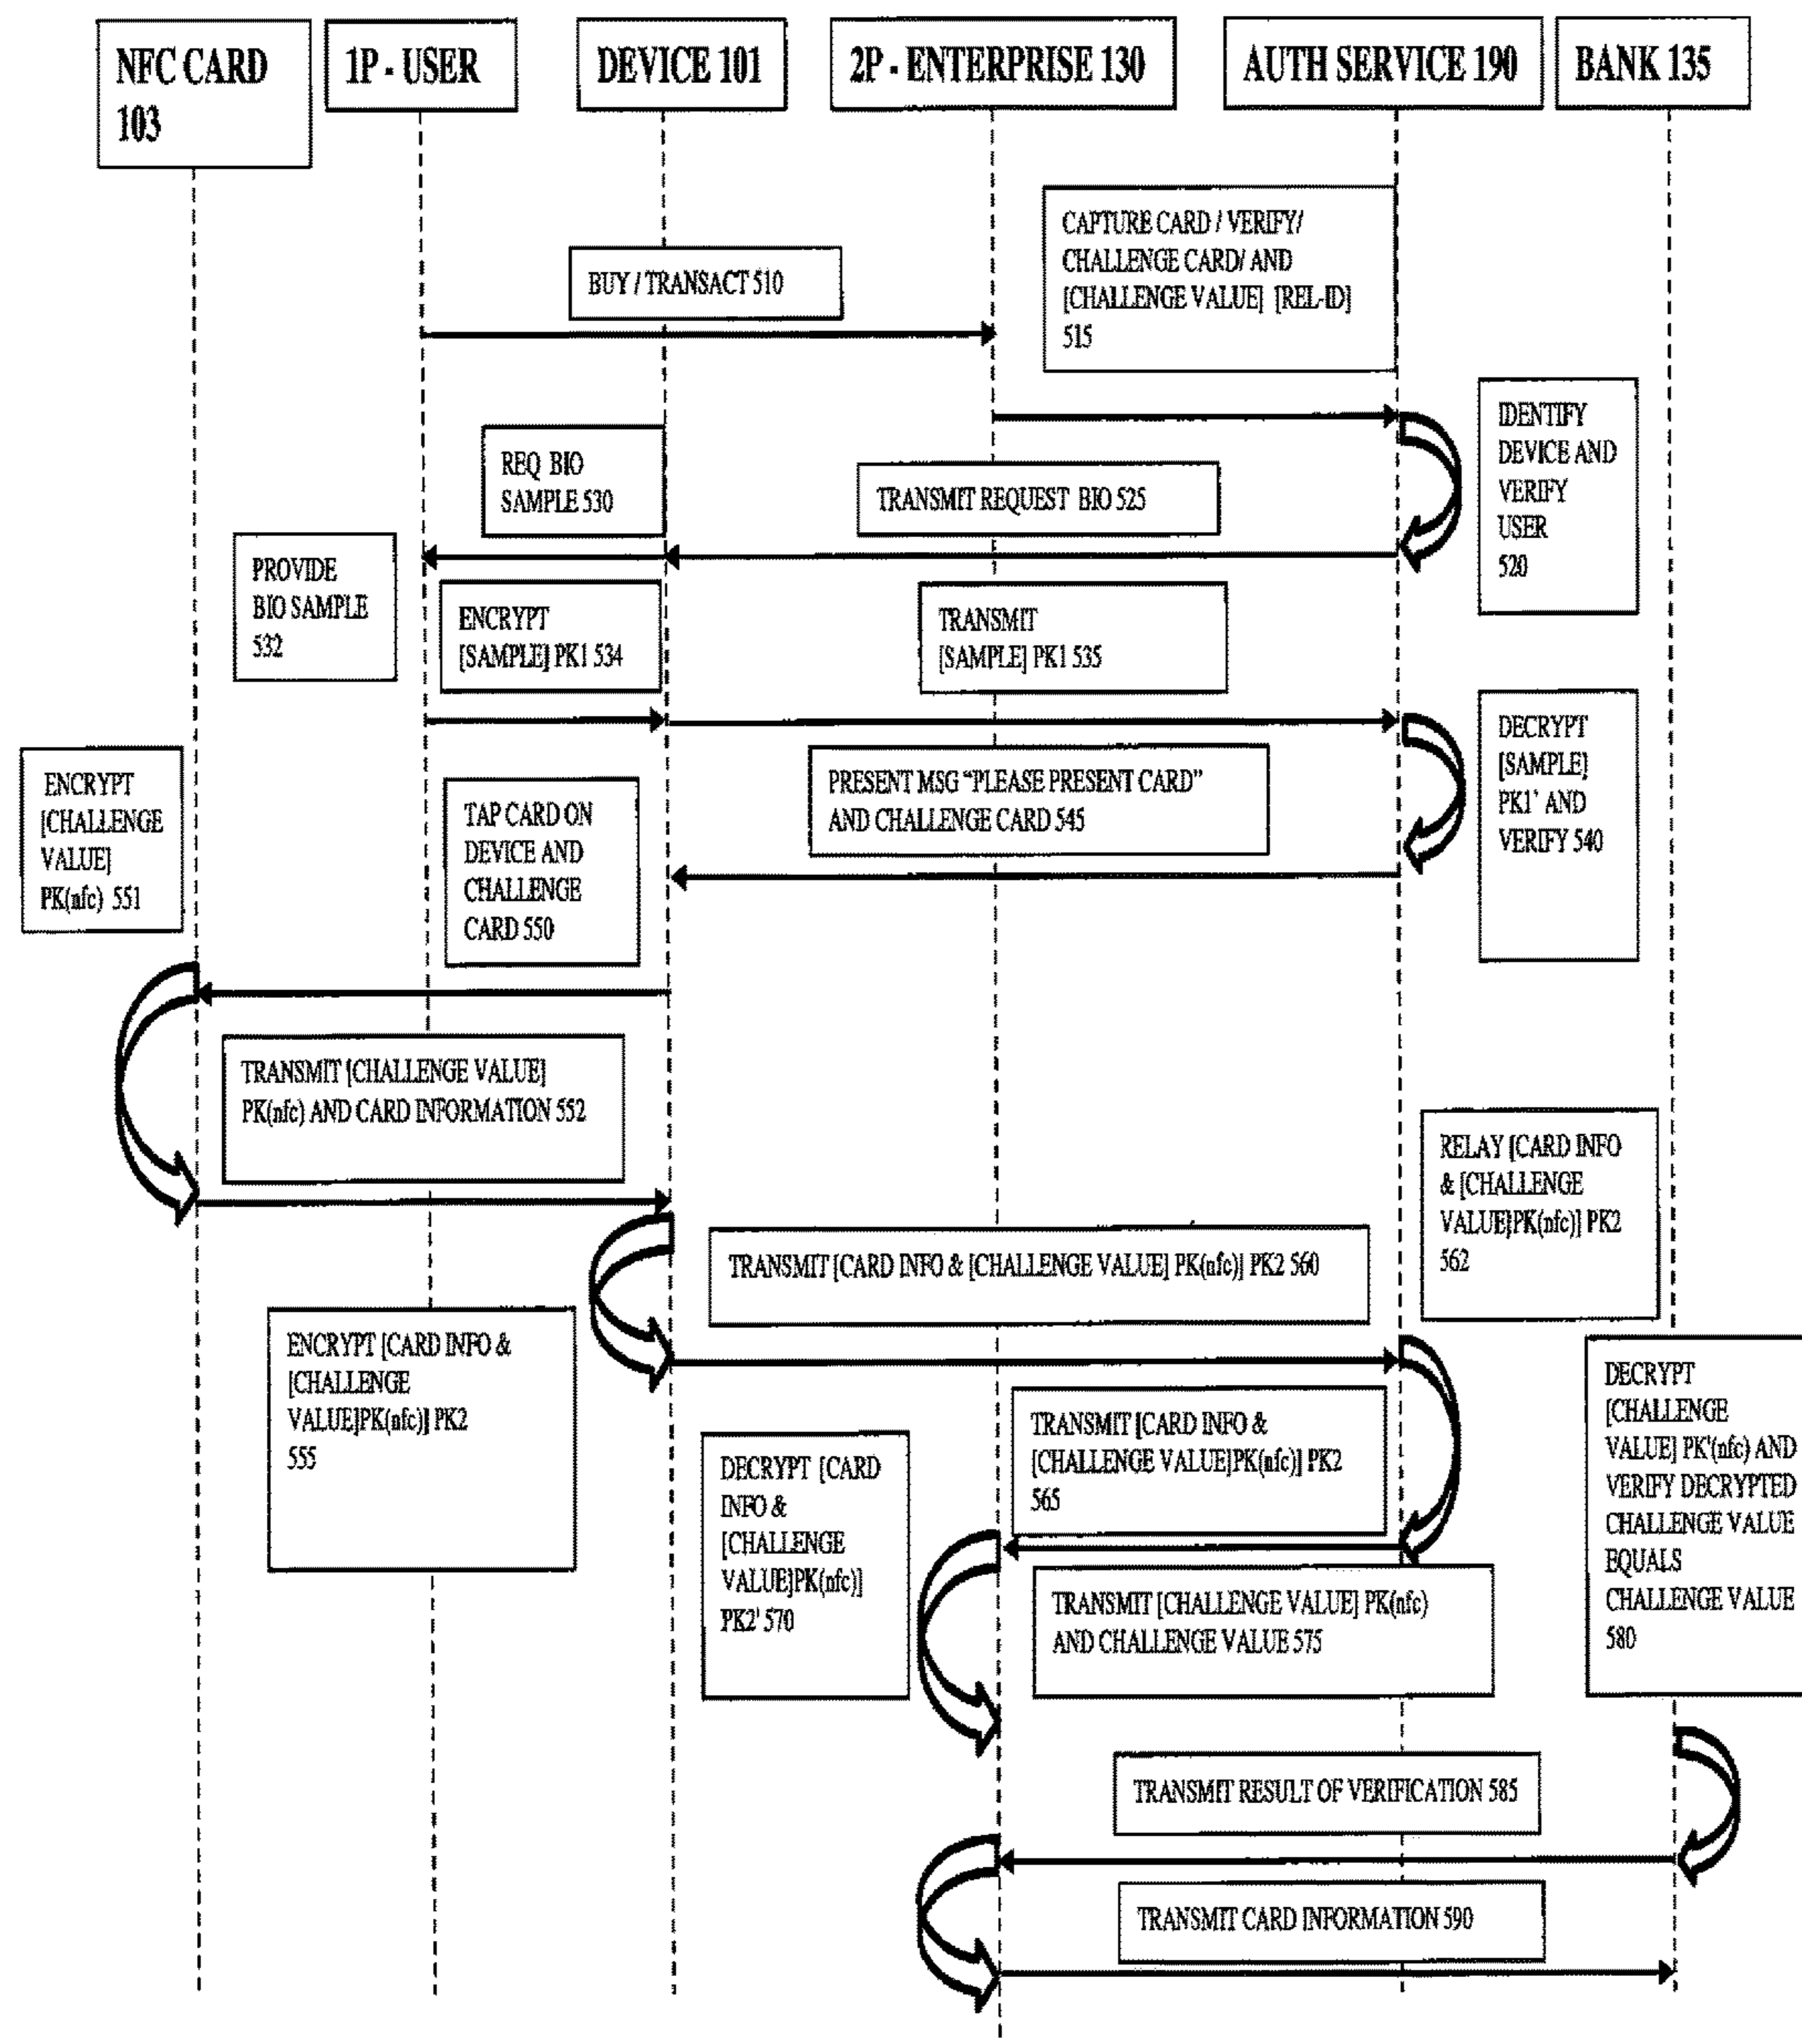 NFC CARD
103
1P - USER
DEVICE 101
2P - ENTERPRISE 130
AUTH SERVICE 190
BANK 135
CAPTURE CARD / VERIFY/
CHALLENGE CARD/ AND
[CHALLENGE VALUE] [REL-ID]
515
BUY / TRANSACT 510
IDENTIFY
DEVICE AND
VERIFY
USER
520
REQ BIO
SAMPLE 530
TRANSMIT REQUEST BIO 525
PROVIDE
BIO SAMPLE
532
ENCRYPT
[SAMPLE] PK1 534
TRANSMIT
[SAMPLE] PK1 535
DECRYPT
[SAMPLE]
PK1' AND
VERIFY 540
ENCRYPT
[CHALLENGE
VALUE]
PK(nfc) 551
TAP CARD ON
DEVICE AND
CHALLENGE
CARD 550
PRESENT MSG “PLEASE PRESENT CARD”
AND CHALLENGE CARD 545
TRANSMIT [CHALLENGE VALUE]
PK(nfc) AND CARD INFORMATION 552
RELAY [CARD INFO
& [CHALLENGE
VALUE]PK(nfc)] PK2
562
TRANSMIT [CARD INFO & [CHALLENGE VALUE] PK(nfc)] PK2 560
ENCRYPT [CARD INFO &
[CHALLENGE
VALUE]PK(nfc)] PK2
555
DECRYPT
[CHALLENGE
VALUE] PK'(nfc) AND
VERIFY DECRYPTED
CHALLENGE VALUE
EQUALS
CHALLENGE VALUE
580
TRANSMIT [CARD INFO &
[CHALLENGE VALUE]PK(nfc)] PK2
565
DECRYPT [CARD
INFO &
[CHALLENGE
VALUE]PK(nfc)]
PK2' 570
TRANSMIT [CHALLENGE VALUE] PK(nfc)
AND CHALLENGE VALUE 575
TRANSMIT RESULT OF VERIFICATION 585
TRANSMIT CARD INFORMATION 590